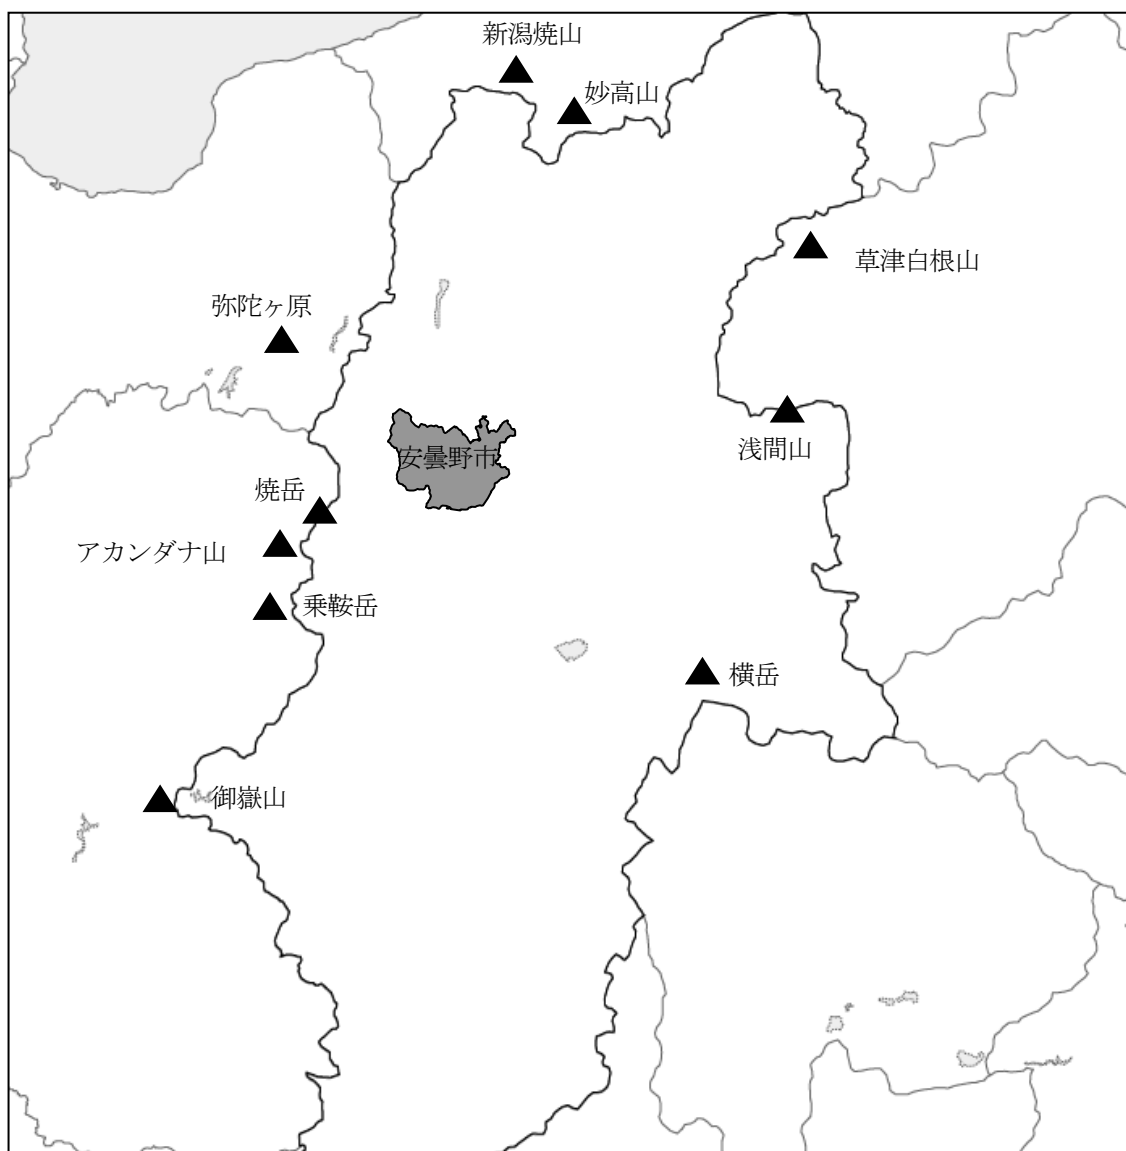 新潟焼山
妙高山
草津白根山
弥陀ヶ原
浅間山
安曇野市
焼岳
アカンダナ山
乗鞍岳
横岳
御嶽山